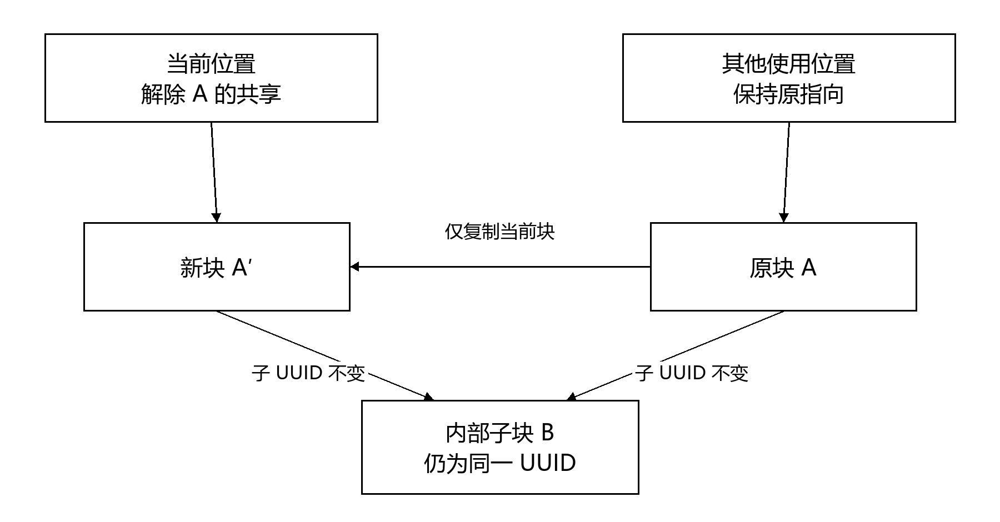 当前位置
解除 A 的共享
其他使用位置
保持原指向
仅复制当前块
新块 A′
原块 A
子 UUID 不变
子 UUID 不变
内部子块 B
仍为同一 UUID